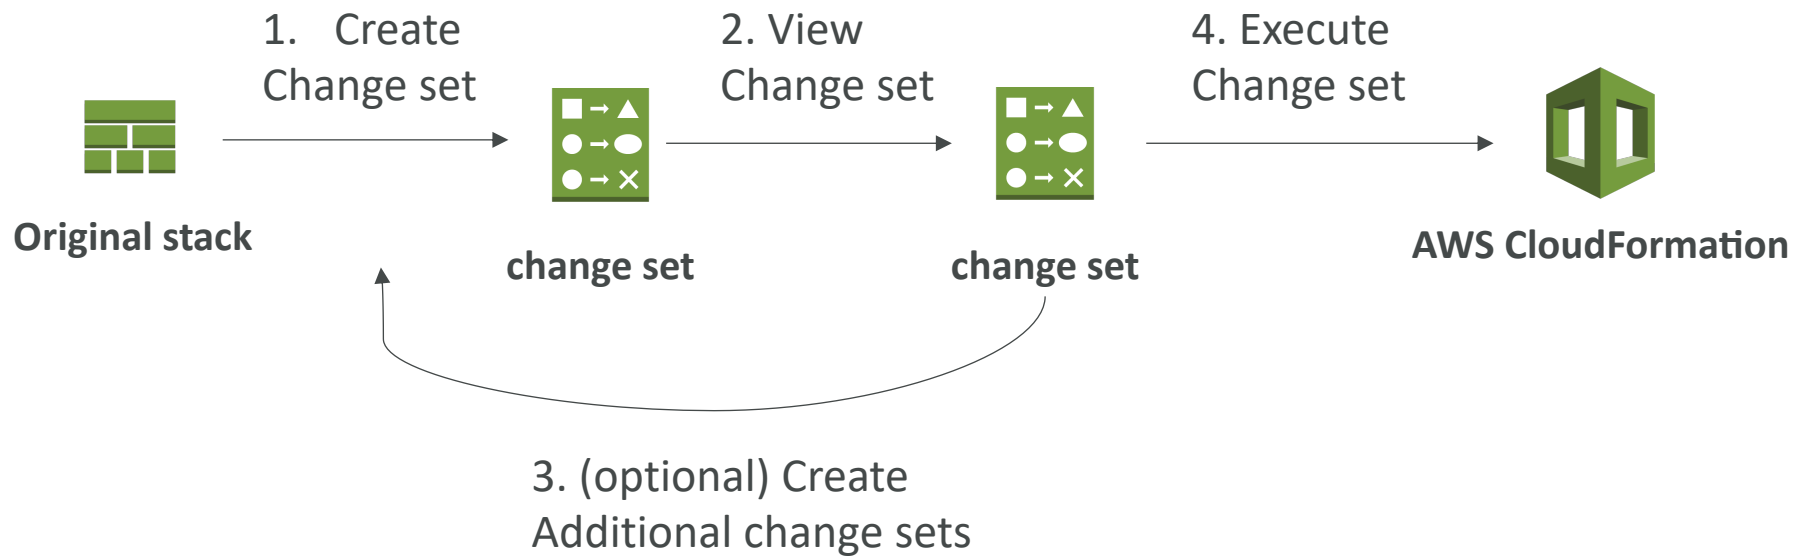 1. Create
Change set
2. View
Change set
4. Execute
Change set
Original stack
change set
change set
AWS CloudFormation
3. (optional) Create
Additional change sets